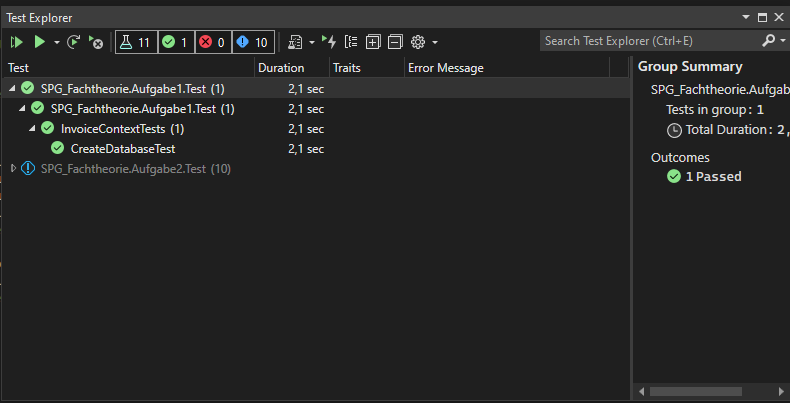 Test Explorer
11 1 0 10
Search Test Explorer (Ctrl+E)
Test Duration Traits Error Message
SPG_Fachtheorie.Aufgabe1.Test (1) 2,1 sec
SPG_Fachtheorie.Aufgabe1.Test (1) 2,1 sec
InvoiceContextTests (1) 2,1 sec
CreateDatabaseTest 2,1 sec
SPG_Fachtheorie.Aufgabe2.Test (10)
Group Summary
SPG_Fachtheorie.Aufgabe
Tests in group: 1
Total Duration: 2,
Outcomes
1 Passed